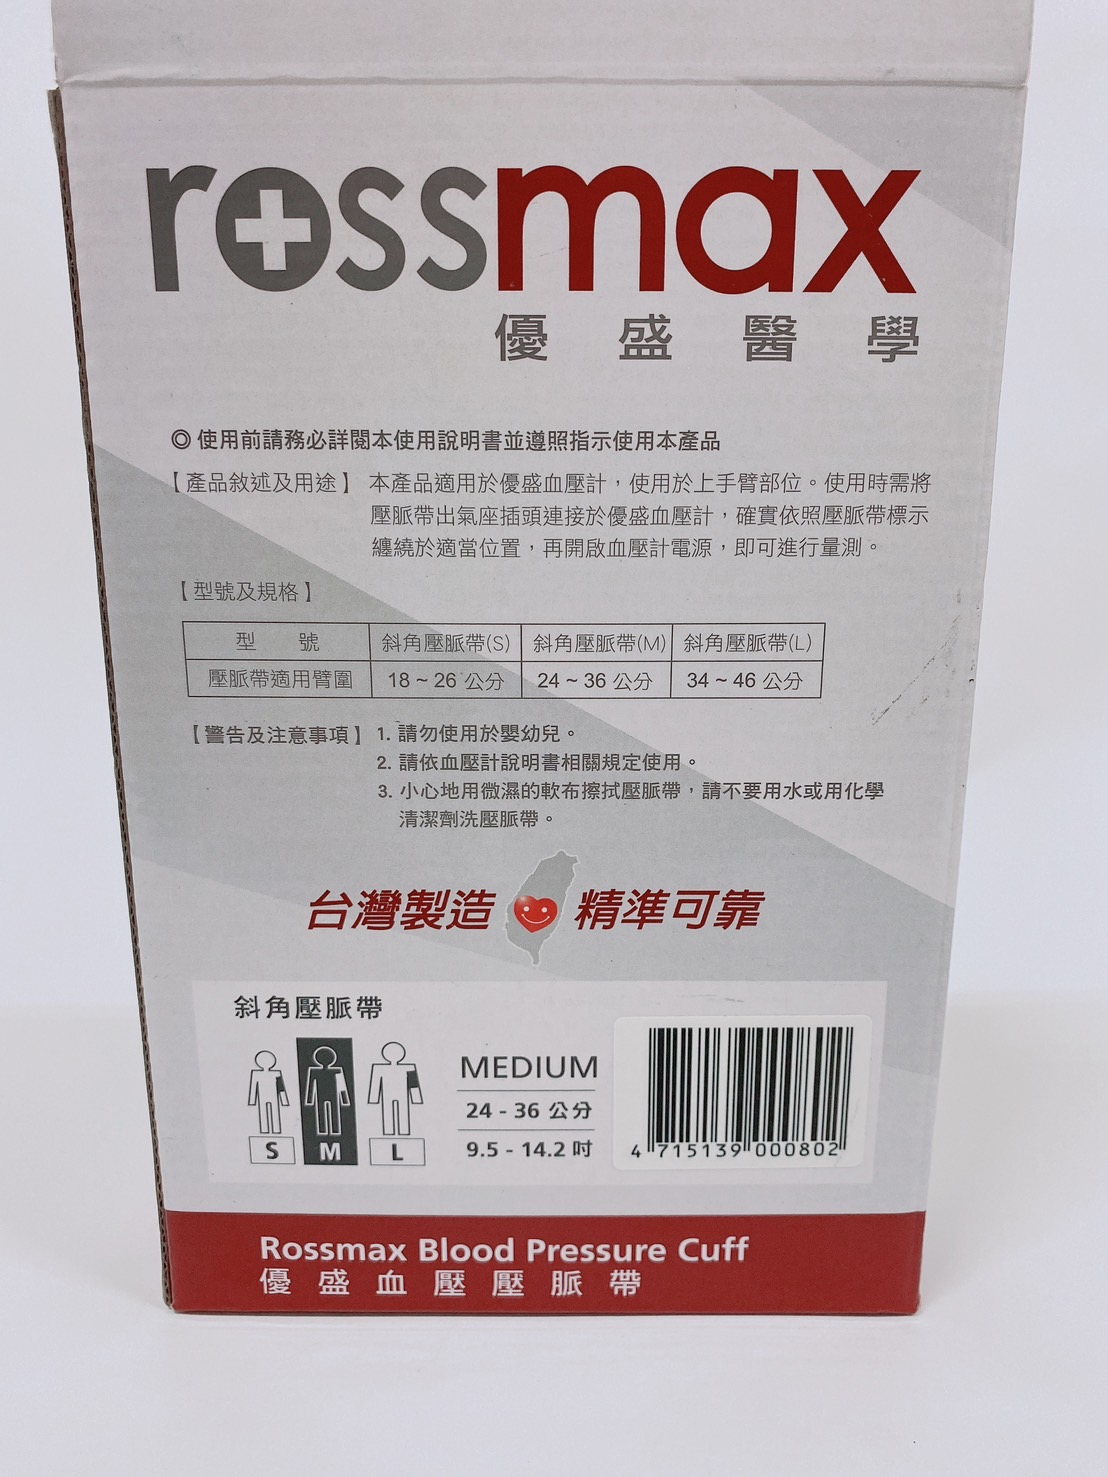 rossmax
優盛醫學
◎ 使用前請務必詳閱本使用說明書並遵照指示使用本產品
【產品敘述及用途】 本產品適用於優盛血壓計，使用於上手臂部位。使用時需將
壓脈帶出氣座插頭連接於優盛血壓計，確實依照壓脈帶標示
纏繞於適當位置，再開啟血壓計電源，即可進行量測。
【型號及規格】
型 號 斜角壓脈帶(S) 斜角壓脈帶(M) 斜角壓脈帶(L)
壓脈帶適用臂圍 18 ~ 26 公分 24 ~ 36 公分 34 ~ 46 公分
【警告及注意事項】 1. 請勿使用於嬰幼兒。
2. 請依血壓計說明書相關規定使用。
3. 小心地用微濕的軟布擦拭壓脈帶，請不要用水或用化學
清潔劑洗壓脈帶。
台灣製造 精準可靠
斜角壓脈帶
S M L
MEDIUM
24 - 36 公分
9.5 - 14.2 吋
4 715139 000802
Rossmax Blood Pressure Cuff
優盛血壓壓脈帶